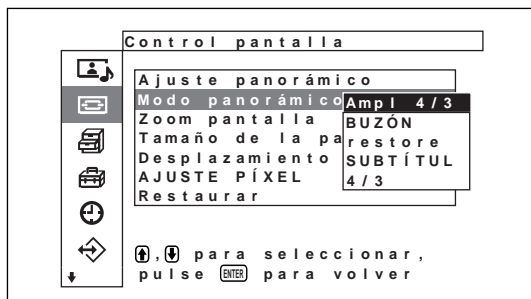 Control pantalla
Ajuste panorámico
Modo panorámico
Zoom pantalla
Tamaño de la pa
Desplazamiento
AJUSTE PÍXEL
Restaurar
Ampl 4/3
BUZÓN
restore
SUBTÍTUL
4/3
, para seleccionar,
pulse ENTER para volver